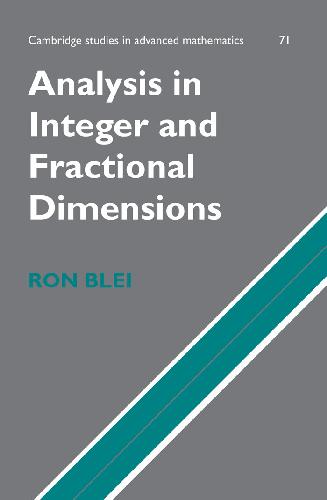 Cambridge studies in advanced mathematics 71
Analysis in
Integer and
Fractional
Dimensions
RON BLEI